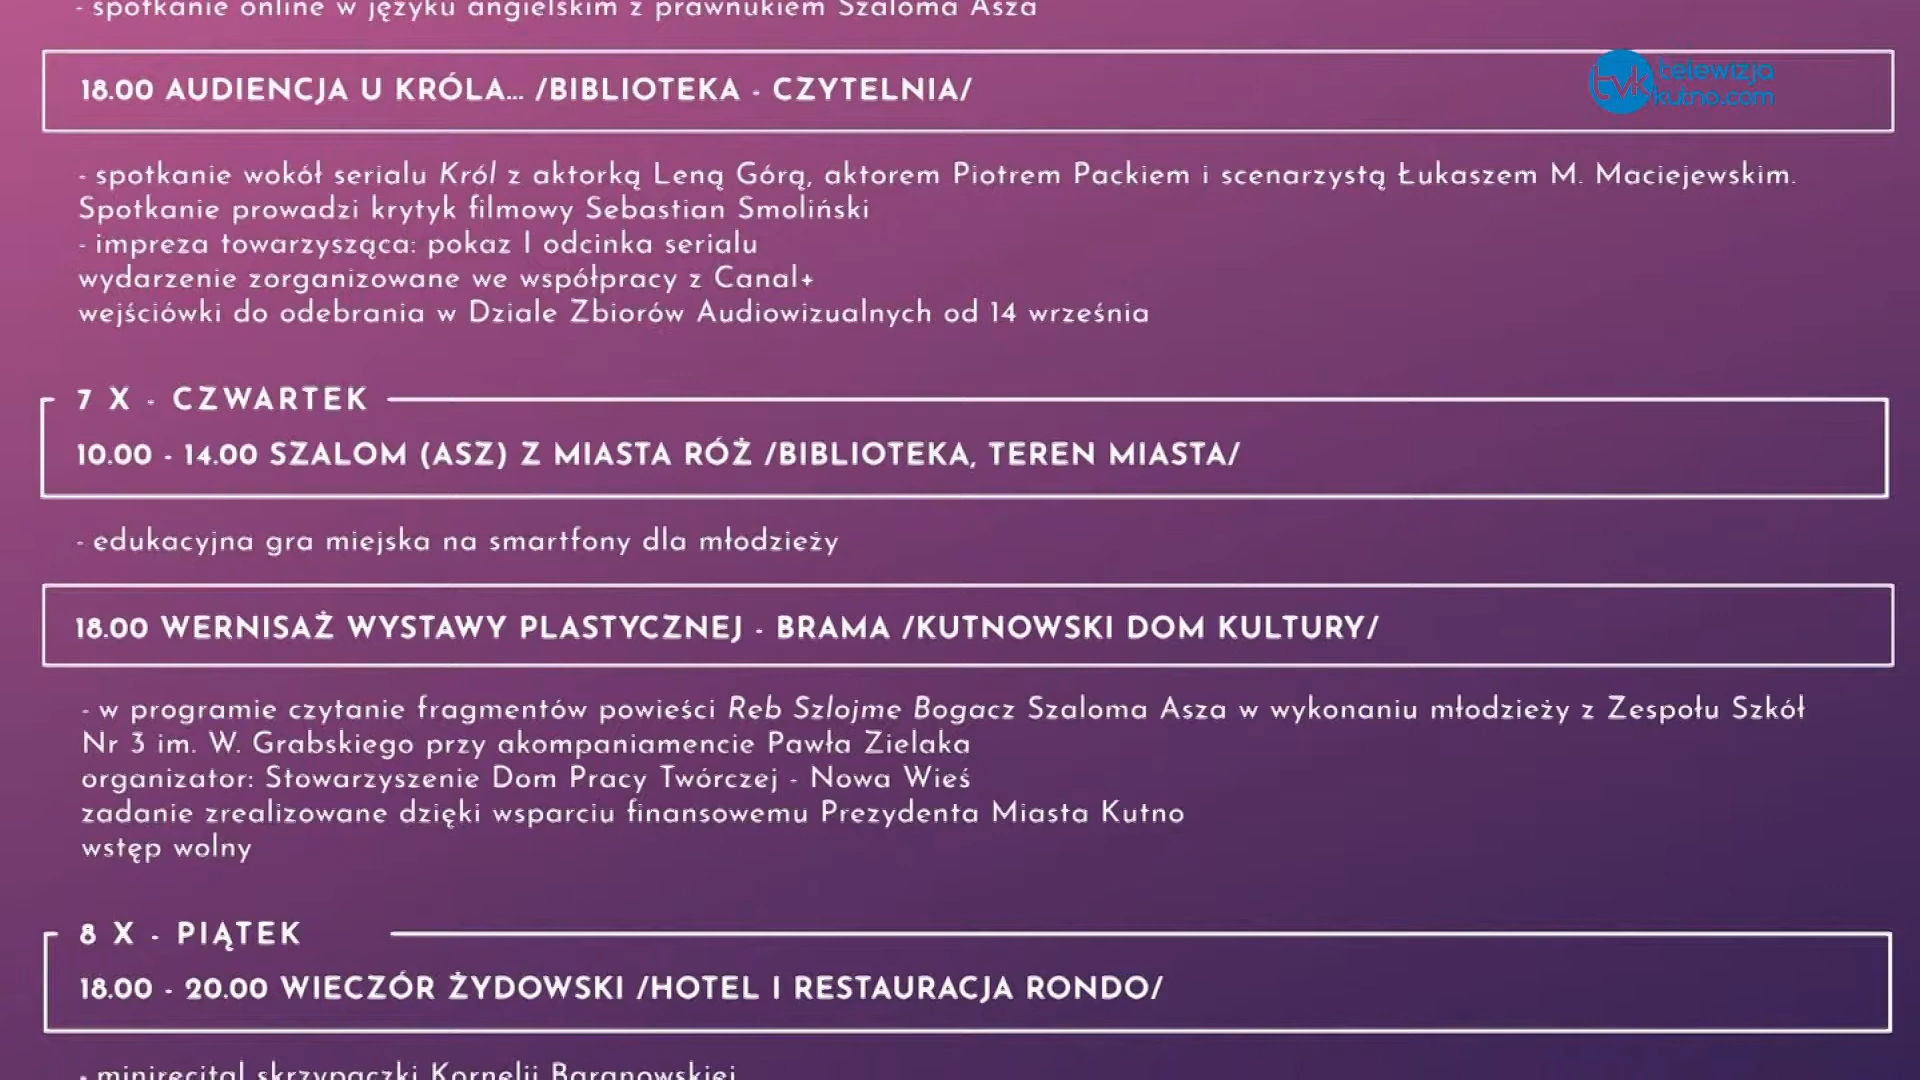 - spotkanie online w języku angielskim z prawnukiem Szaloma Asza
telewizja
tvk
kutno.com
18.00 AUDIENCJA U KRÓLA... /BIBLIOTEKA - CZYTELNIA/
- spotkanie wokół serialu Król z aktorką Leną Górą, aktorem Piotrem Packiem i scenarzystą Łukaszem M. Maciejewskim.
Spotkanie prowadzi krytyk filmowy Sebastian Smoliński
- impreza towarzysząca: pokaz I odcinka serialu
wydarzenie zorganizowane we współpracy z Canal+
wejściówki do odebrania w Dziale Zbiorów Audiowizualnych od 14 września
7 X - CZWARTEK
10.00 - 14.00 SZALOM (ASZ) Z MIASTA RÓŻ /BIBLIOTEKA, TEREN MIASTA/
- edukacyjna gra miejska na smartfony dla młodzieży
18.00 WERNISAŻ WYSTAWY PLASTYCZNEJ - BRAMA /KUTNOWSKI DOM KULTURY/
- w programie czytanie fragmentów powieści Reb Szlojme Bogacz Szaloma Asza w wykonaniu młodzieży z Zespołu Szkół
Nr 3 im. W. Grabskiego przy akompaniamencie Pawła Zielaka
organizator: Stowarzyszenie Dom Pracy Twórczej - Nowa Wieś
zadanie zrealizowane dzięki wsparciu finansowemu Prezydenta Miasta Kutno
wstęp wolny
8 X - PIĄTEK
18.00 - 20.00 WIECZÓR ŻYDOWSKI /HOTEL I RESTAURACJA RONDO/
- minirecital skrzypaczki Kornelii Baranowskiej